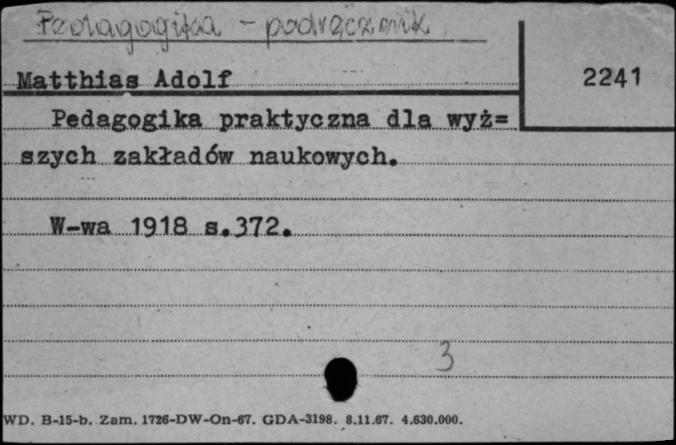 Pedagogika - podręcznik
Matthias Adolf
2241
Pedagogika praktyczna dla wyż=
szych zakładów naukowych.
W-wa 1918 s.372.
3
WD. B-15-b. Zam. 1726-DW-On-67. GDA-3198. 8.11.67. 4.630.000.